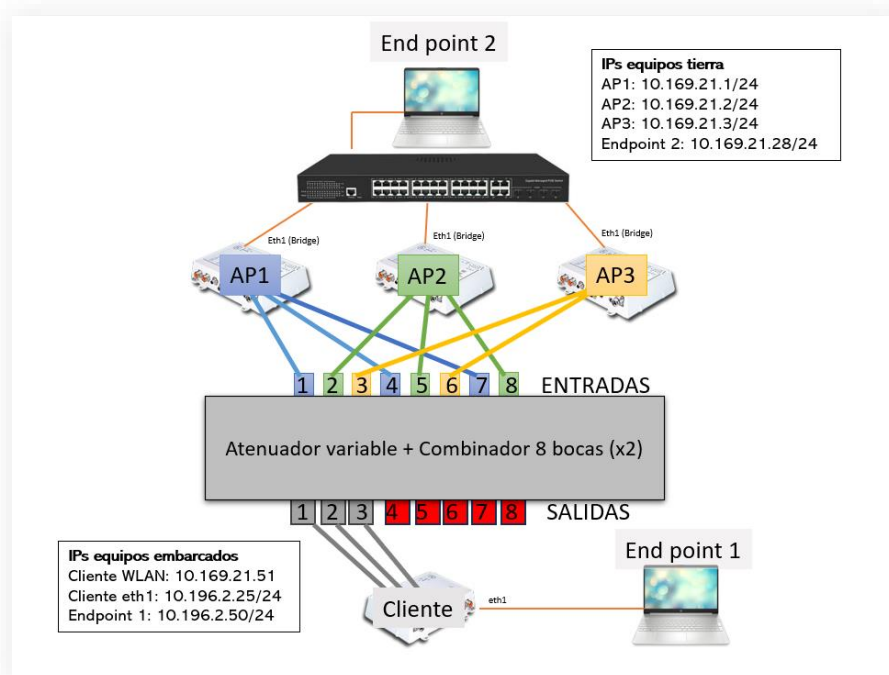 End point 2
IPs equipos tierra
AP1: 10.169.21.1/24
AP2: 10.169.21.2/24
AP3: 10.169.21.3/24
Endpoint 2: 10.169.21.28/24
Eth1 (Bridge)
Eth1 (Bridge)
Eth1 (Bridge)
AP1
AP2
AP3
1 2 3 4 5 6 7 8 ENTRADAS
Atenuador variable + Combinador 8 bocas (x2)
1 2 3 4 5 6 7 8 SALIDAS
IPs equipos embarcados
Cliente WLAN: 10.169.21.51
Cliente eth1: 10.196.2.25/24
Endpoint 1: 10.196.2.50/24
End point 1
Cliente
eth1